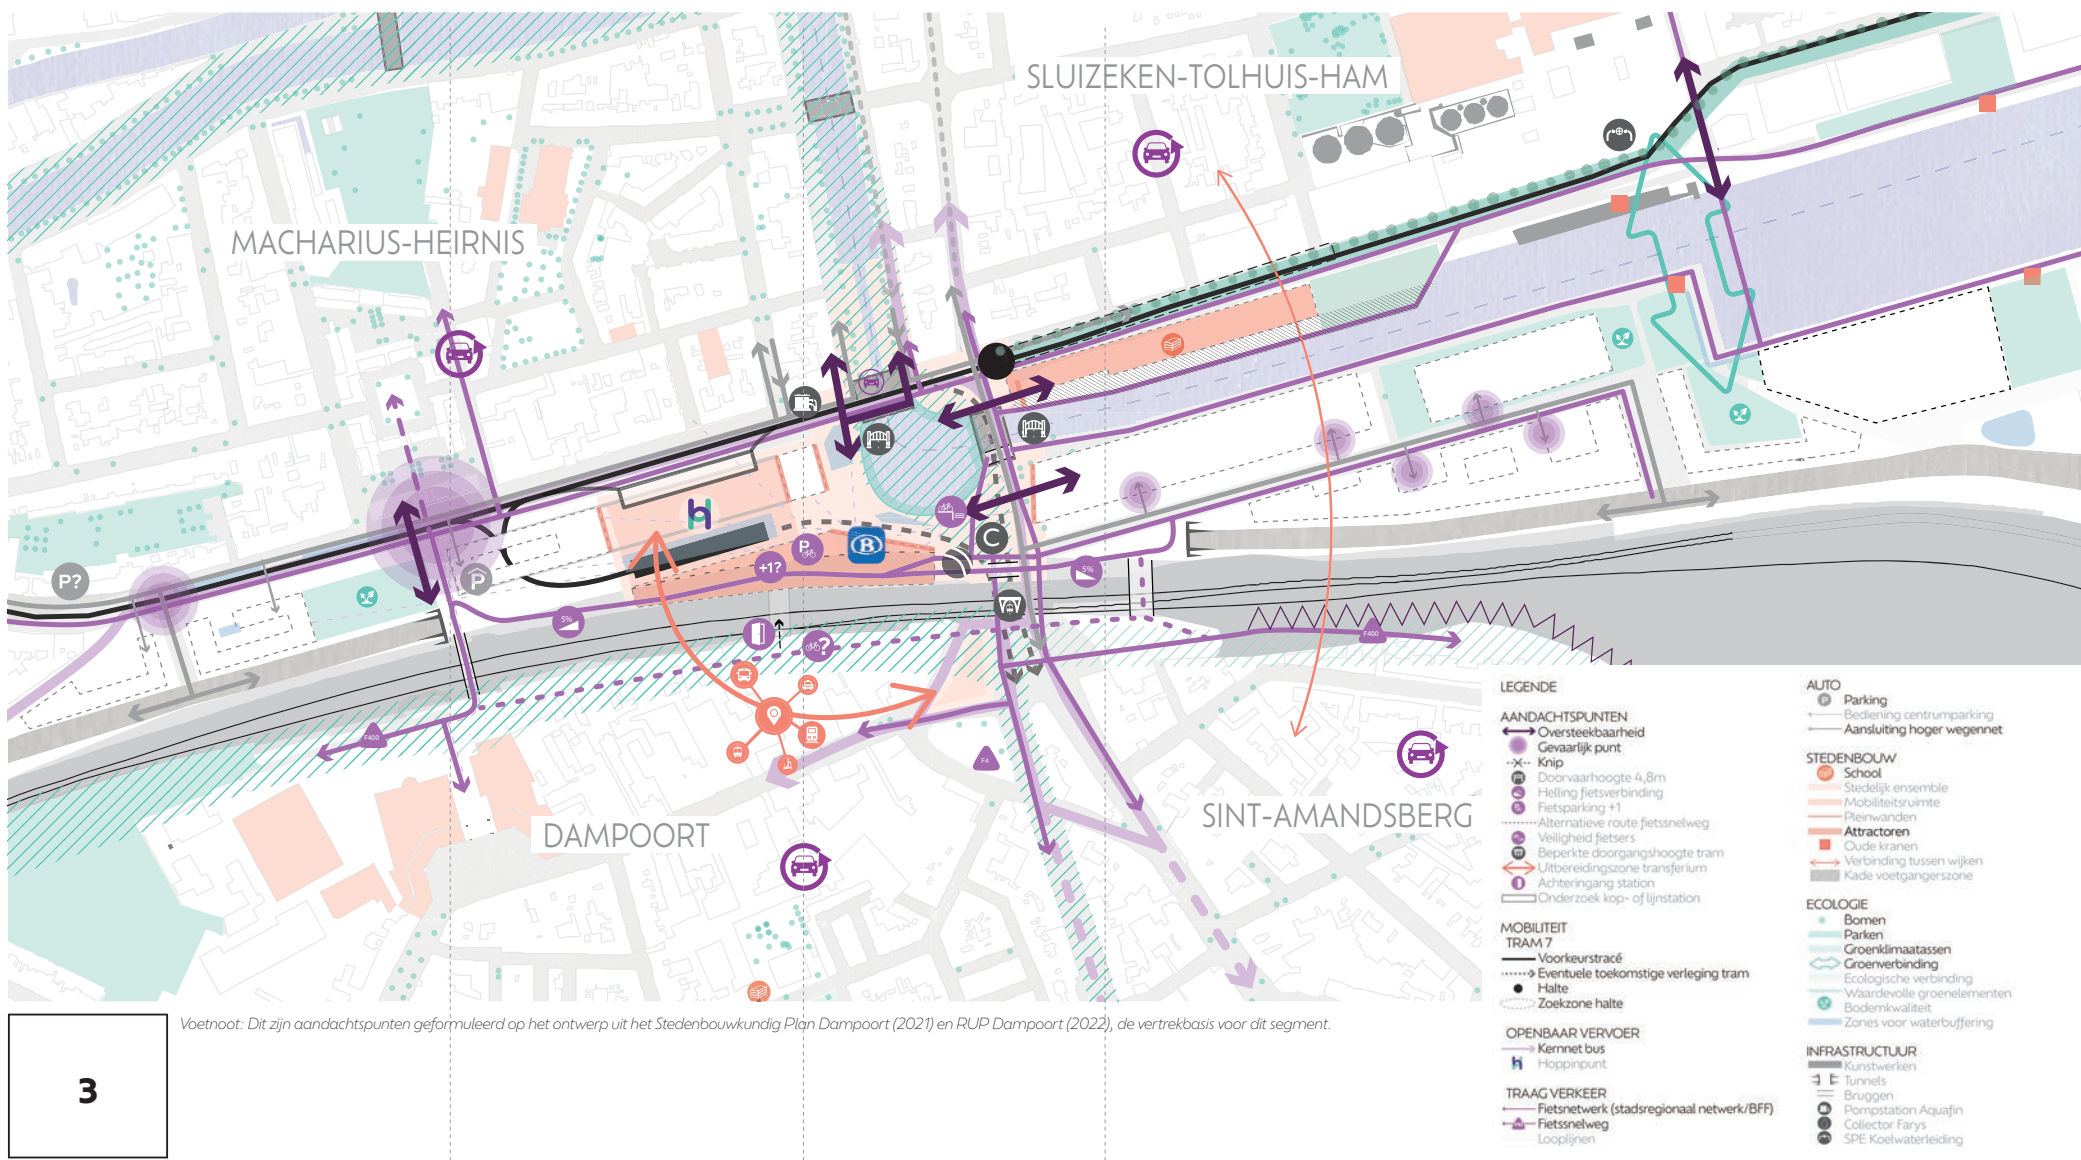 SLUIZEKEN-TOLHUIS-HAM
MACHARIUS-HEIRNIS
P?
P
h
C
B
P
+1?
5%
5%
?
F400
F400
F4
DAMPOORT
SINT-AMANDSBERG
Voetnoot: Dit zijn aandachtspunten geformuleerd op het ontwerp uit het Stedenbouwkundig Plan Dampoort (2021) en RUP Dampoort (2022), de vertrekbasis voor dit segment.
3
LEGENDE
AANDACHTSPUNTEN
Oversteekbaarheid
Gevaarlijk punt
Knip
Doorvaarhoogte 4,8m
Helling fietsverbinding
Fietsparking +1
Alternatieve route fietssnelweg
Veiligheid fietsers
Beperkte doorgangshoogte tram
Uitbereidingszone transferium
Achteringang station
Onderzoek kop- of lijnstation
MOBILITEIT
TRAM 7
Voorkeurstracé
Eventuele toekomstige verleging tram
Halte
Zoekzone halte
OPENBAAR VERVOER
Kernnet bus
h Hoppinpunt
TRAAG VERKEER
Fietsnetwerk (stadsregionaal netwerk/BFF)
Fietssnelweg
Looplijnen
AUTO
P Parking
Bediening centrumparking
Aansluiting hoger wegennet
STEDENBOUW
School
Stedelijk ensemble
Mobiliteitsruimte
Pleinwanden
Attractoren
Oude kranen
Verbinding tussen wijken
Kade voetgangerszone
ECOLOGIE
Bomen
Parken
Groenklimaatassen
Groenverbinding
Ecologische verbinding
Waardevolle groenelementen
Bodemkwaliteit
Zones voor waterbuffering
INFRASTRUCTUUR
Kunstwerken
Tunnels
Bruggen
Pompstation Aquafin
Collector Farys
SPE Koelwaterleiding